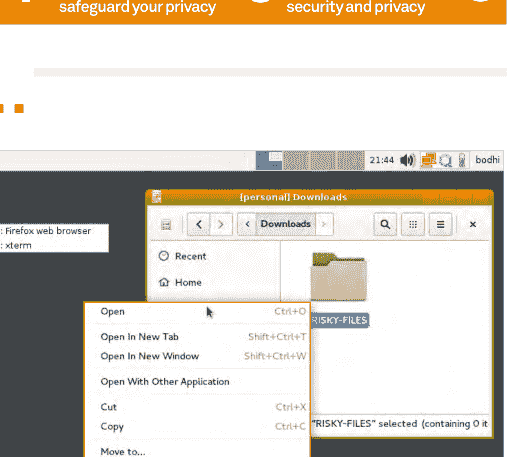 safeguard your privacy
security and privacy
21:44
bodhi
[personal] Downloads
: Firefox web browser
: xterm
Downloads
Recent
Home
RISKY-FILES
Open Ctrl+O
Open In New Tab Shift+Ctrl+T
Open In New Window Shift+Ctrl+W
Open With Other Application
Cut Ctrl+X
Copy Ctrl+C
Move to...
"RISKY-FILES" selected (containing 0 it